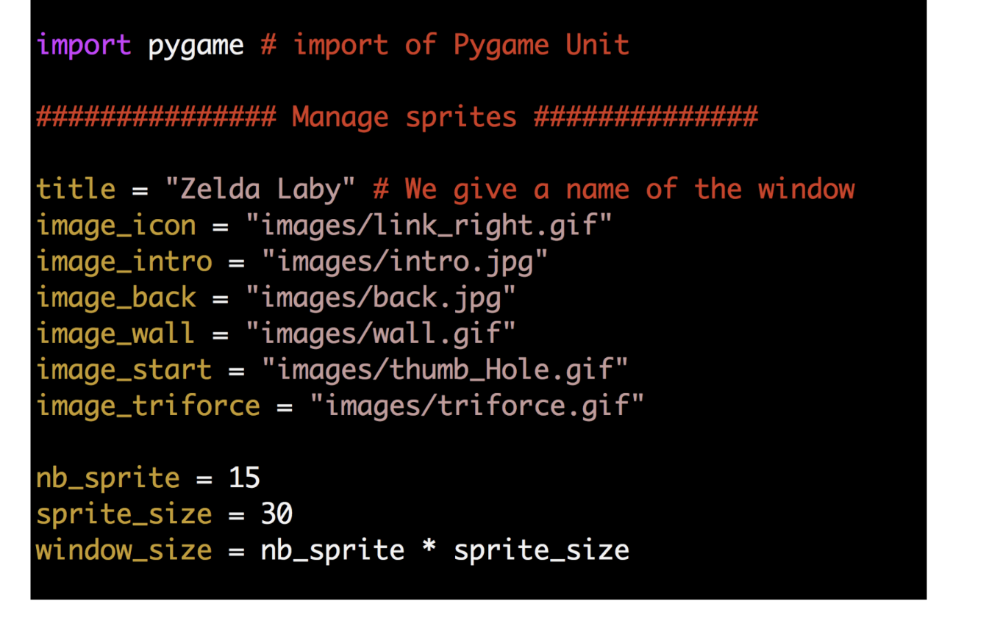 import pygame # import of Pygame Unit
############### Manage sprites ##############
title = "Zelda Laby" # We give a name of the window
image_icon = "images/link_right.gif"
image_intro = "images/intro.jpg"
image_back = "images/back.jpg"
image_wall = "images/wall.gif"
image_start = "images/thumb_Hole.gif"
image_triforce = "images/triforce.gif"
nb_sprite = 15
sprite_size = 30
window_size = nb_sprite * sprite_size